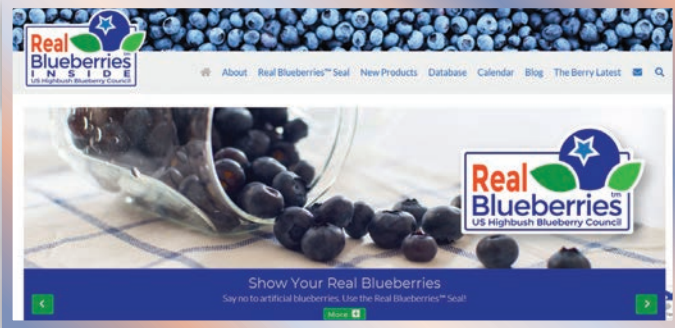 Real
Blueberries
INSIDE
US Highbush Blueberry Council
About Real Blueberries™ Seal New Products Database Calendar Blog The Berry Latest
Real
Blueberries tm
US Highbush Blueberry Council
Show Your Real Blueberries
Say no to artificial blueberries. Use the Real Blueberries™ Seal!
More